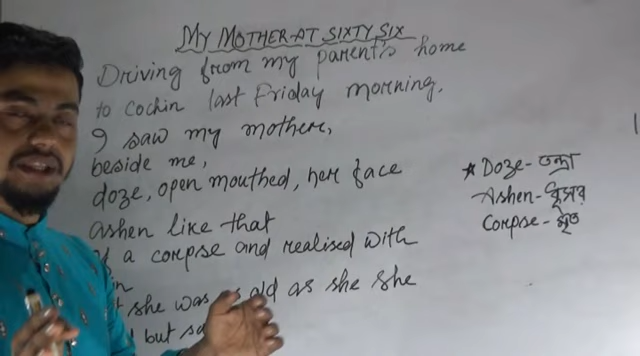 MY MOTHER AT SIXTY SIX
Driving from my parent's home
to cochin last Friday morning,
I saw my mother,
beside me,
doze, open mouthed, her face
ashen like that
of a corpse and realised with
she was old as she she
but
* Doze - তন্দ্রা
Ashen - ধূসর
Corpse - মৃত